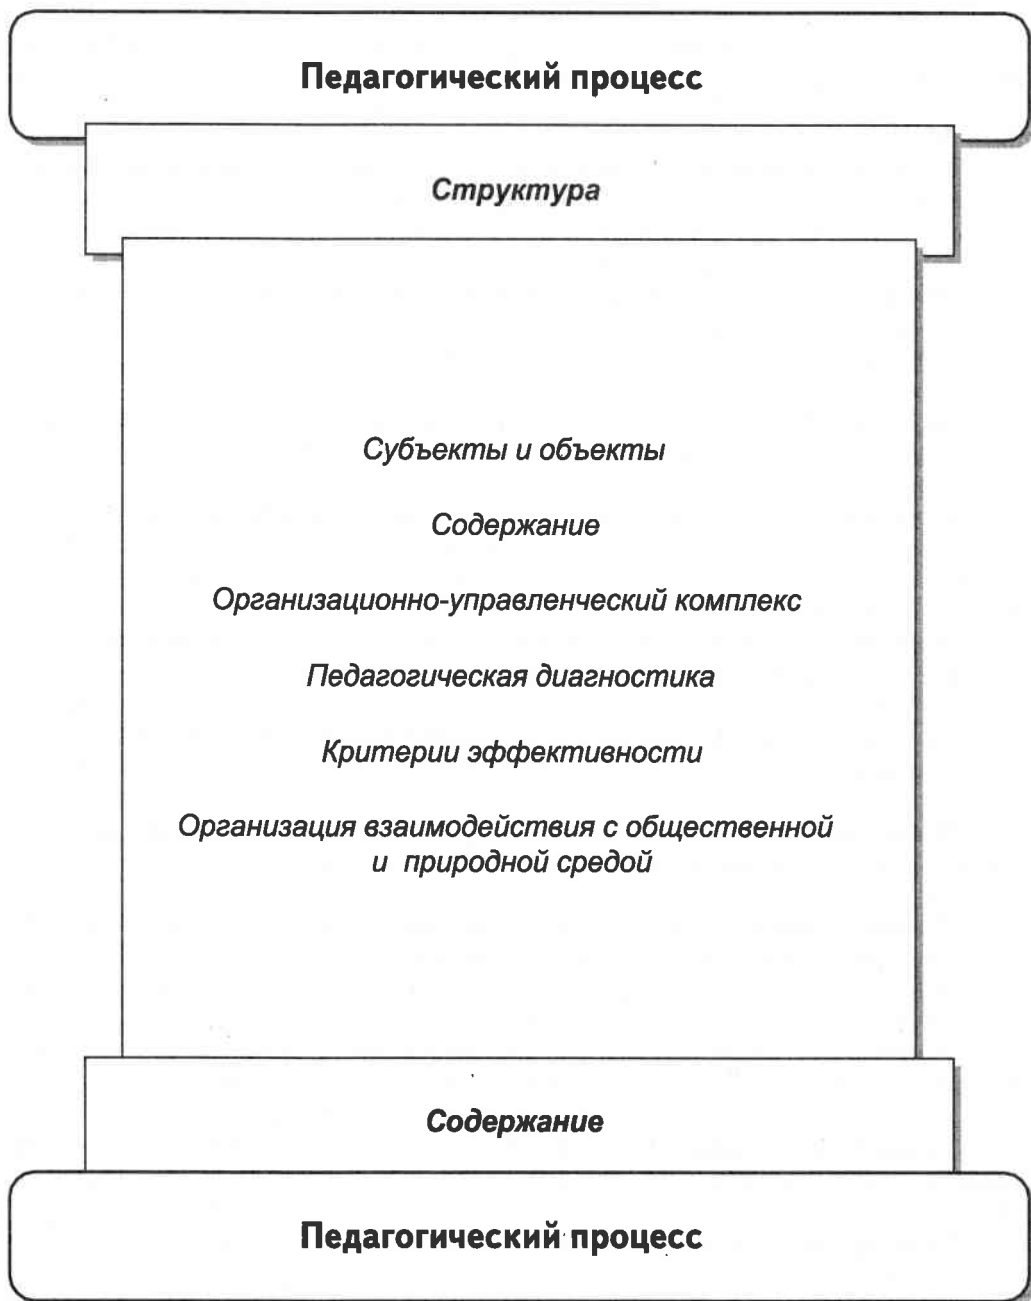 Педагогический процесс
Структура
Субъекты и объекты
Содержание
Организационно-управленческий комплекс
Педагогическая диагностика
Критерии эффективности
Организация взаимодействия с общественной
и природной средой
Содержание
Педагогический процесс